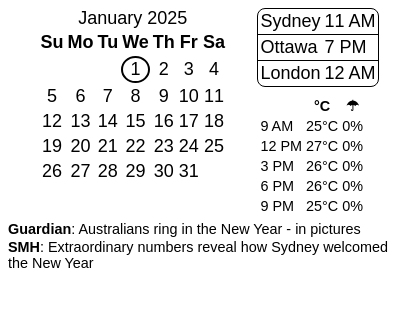 January 2025
Su Mo Tu We Th Fr Sa
1 2 3 4
5 6 7 8 9 10 11
12 13 14 15 16 17 18
19 20 21 22 23 24 25
26 27 28 29 30 31
Sydney 11 AM
Ottawa 7 PM
London 12 AM
°C ☂
9 AM 25°C 0%
12 PM 27°C 0%
3 PM 26°C 0%
6 PM 26°C 0%
9 PM 25°C 0%
Guardian: Australians ring in the New Year - in pictures
SMH: Extraordinary numbers reveal how Sydney welcomed
the New Year